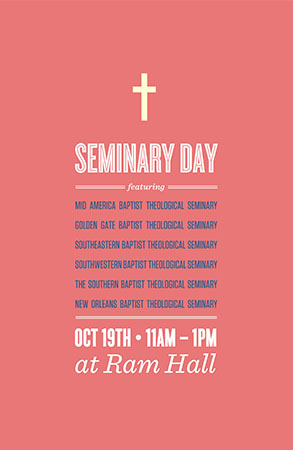 SEMINARY DAY
featuring
MID AMERICA BAPTIST THEOLOGICAL SEMINARY
GOLDEN GATE BAPTIST THEOLOGICAL SEMINARY
SOUTHEASTERN BAPTIST THEOLOGICAL SEMINARY
SOUTHWESTERN BAPTIST THEOLOGICAL SEMINARY
THE SOUTHERN BAPTIST THEOLOGICAL SEMINARY
NEW ORLEANS BAPTIST THEOLOGICAL SEMINARY
OCT 19TH • 11AM – 1PM
at Ram Hall